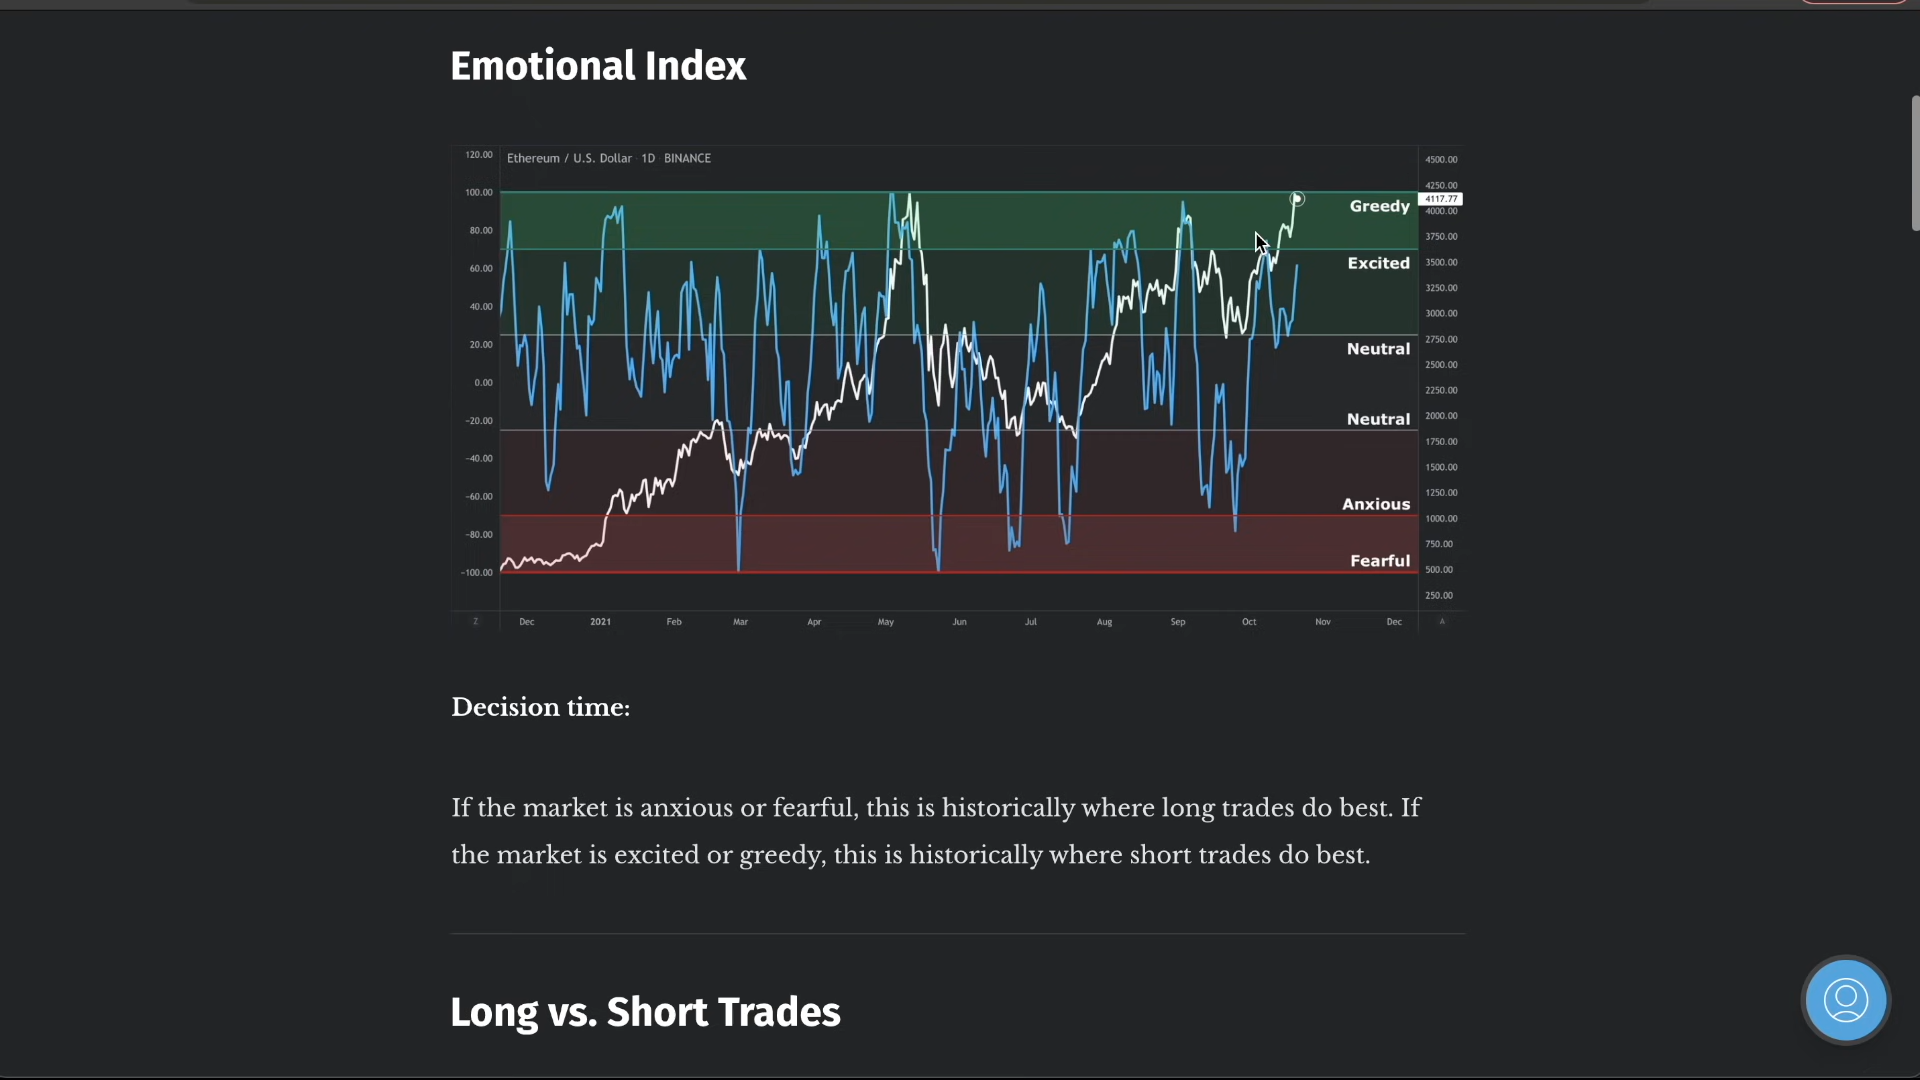 Emotional Index
Ethereum / U.S. Dollar 1D BINANCE
120.00
100.00
80.00
60.00
40.00
20.00
0.00
−20.00
−40.00
−60.00
−80.00
−100.00
4500.00
4250.00
4117.77
4000.00
3750.00
3500.00
3250.00
3000.00
2750.00
2500.00
2250.00
2000.00
1750.00
1500.00
1250.00
1000.00
750.00
500.00
250.00
Greedy
Excited
Neutral
Neutral
Anxious
Fearful
Z Dec 2021 Feb Mar Apr May Jun Jul Aug Sep Oct Nov Dec A
Decision time:
If the market is anxious or fearful, this is historically where long trades do best. If
the market is excited or greedy, this is historically where short trades do best.
Long vs. Short Trades